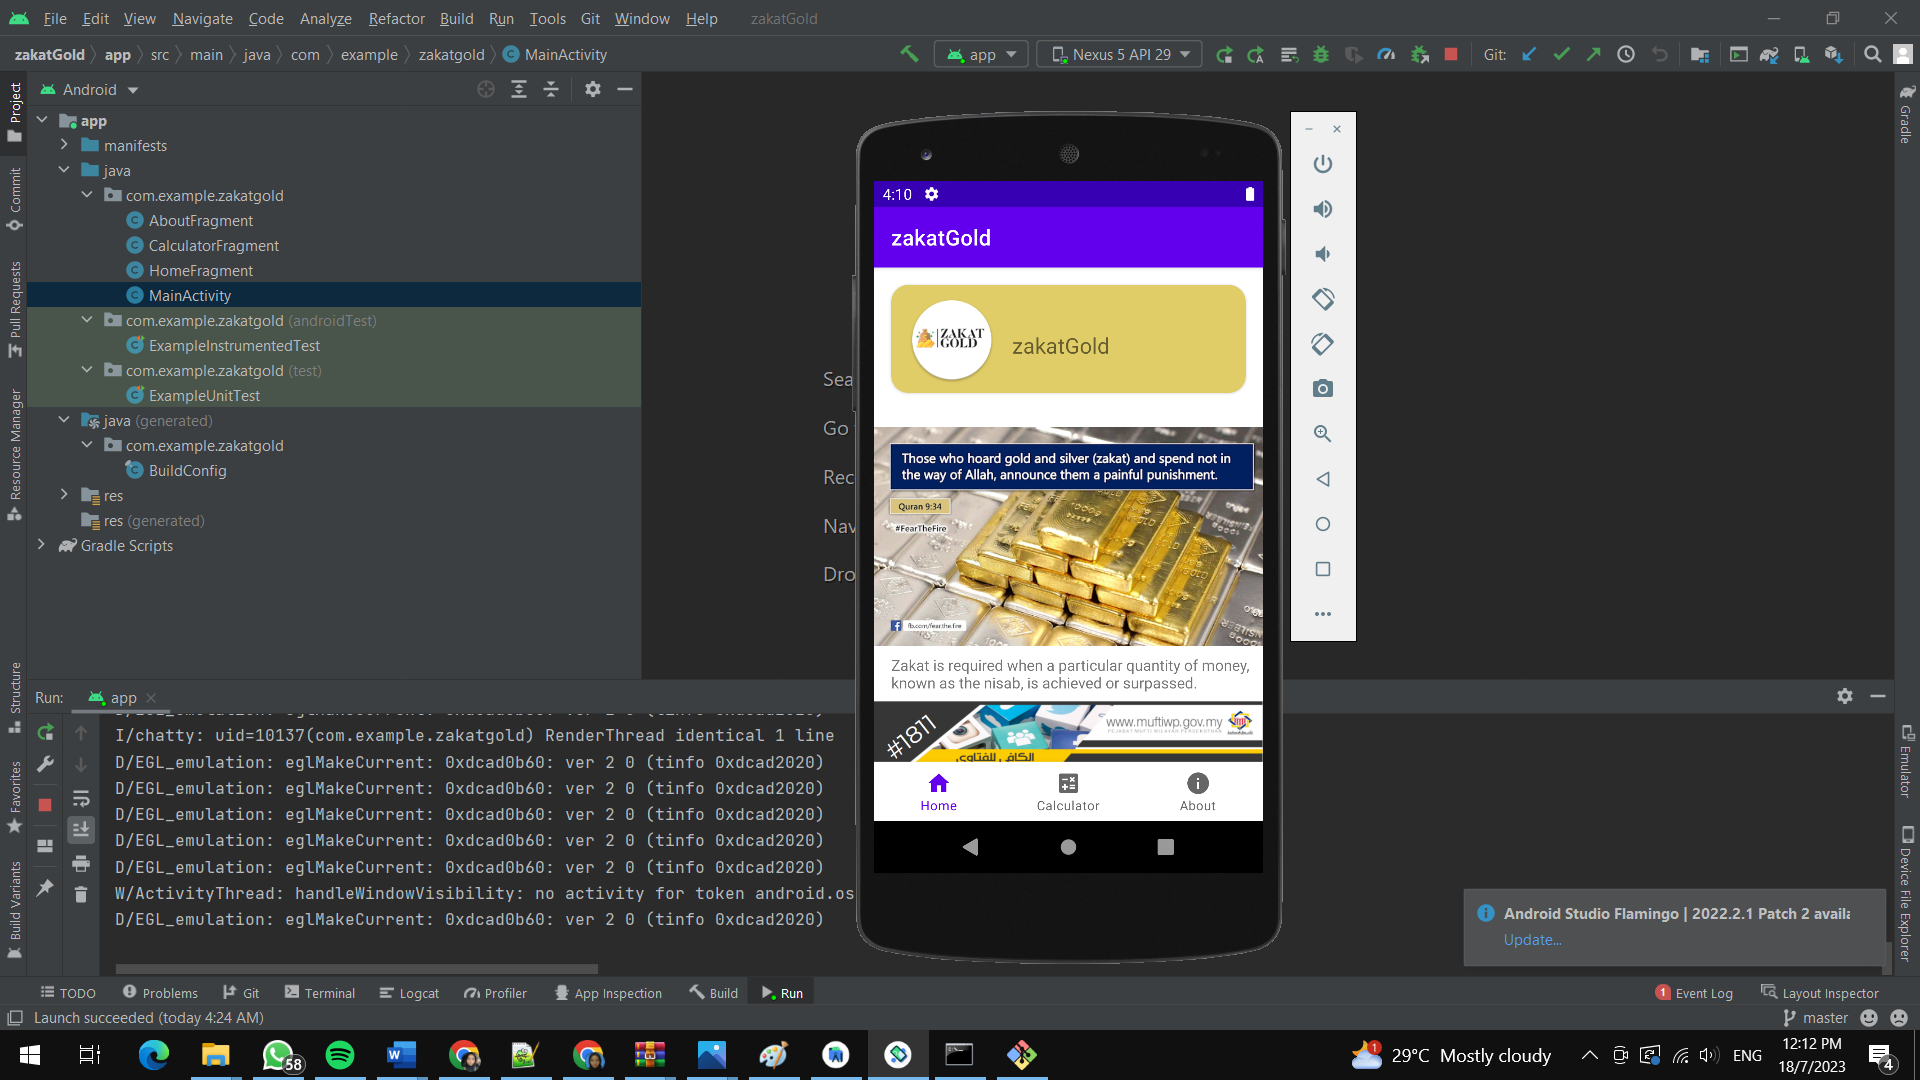 File Edit View Navigate Code Analyze Refactor Build Run Tools Git Window Help zakatGold
zakatGold app src main java com example zakatgold MainActivity
app Nexus 5 API 29 Git:
Android
app
manifests
java
com.example.zakatgold
AboutFragment
CalculatorFragment
HomeFragment
MainActivity
com.example.zakatgold (androidTest)
ExampleInstrumentedTest
com.example.zakatgold (test)
ExampleUnitTest
java (generated)
com.example.zakatgold
BuildConfig
res
res (generated)
Gradle Scripts
Project
Commit
Pull Requests
Resource Manager
Structure
Favorites
Build Variants
Sea
Go
Rec
Nav
Dro
4:10
zakatGold
ZAKAT
GOLD
zakatGold
Those who hoard gold and silver (zakat) and spend not in
the way of Allah, announce them a painful punishment.
Quran 9:34
#FearTheFire
fb.com/fear.the.fire
Zakat is required when a particular quantity of money,
known as the nisab, is achieved or surpassed.
#1811
www.muftiwp.gov.my
PEJABAT MUFTI WILAYAH PERSEKUTUAN
الكافي للفتاوى
Home Calculator About
Gradle
Emulator
Device File Explorer
Run: app
I/chatty: uid=10137(com.example.zakatgold) RenderThread identical 1 line
D/EGL_emulation: eglMakeCurrent: 0xdcad0b60: ver 2 0 (tinfo 0xdcad2020)
D/EGL_emulation: eglMakeCurrent: 0xdcad0b60: ver 2 0 (tinfo 0xdcad2020)
D/EGL_emulation: eglMakeCurrent: 0xdcad0b60: ver 2 0 (tinfo 0xdcad2020)
D/EGL_emulation: eglMakeCurrent: 0xdcad0b60: ver 2 0 (tinfo 0xdcad2020)
D/EGL_emulation: eglMakeCurrent: 0xdcad0b60: ver 2 0 (tinfo 0xdcad2020)
W/ActivityThread: handleWindowVisibility: no activity for token android.os
D/EGL_emulation: eglMakeCurrent: 0xdcad0b60: ver 2 0 (tinfo 0xdcad2020)
Android Studio Flamingo | 2022.2.1 Patch 2 availa
Update...
TODO Problems Git Terminal Logcat Profiler App Inspection Build Run 1 Event Log Layout Inspector
Launch succeeded (today 4:24 AM) master
58 1 29°C Mostly cloudy ENG 12:12 PM
18/7/2023 4